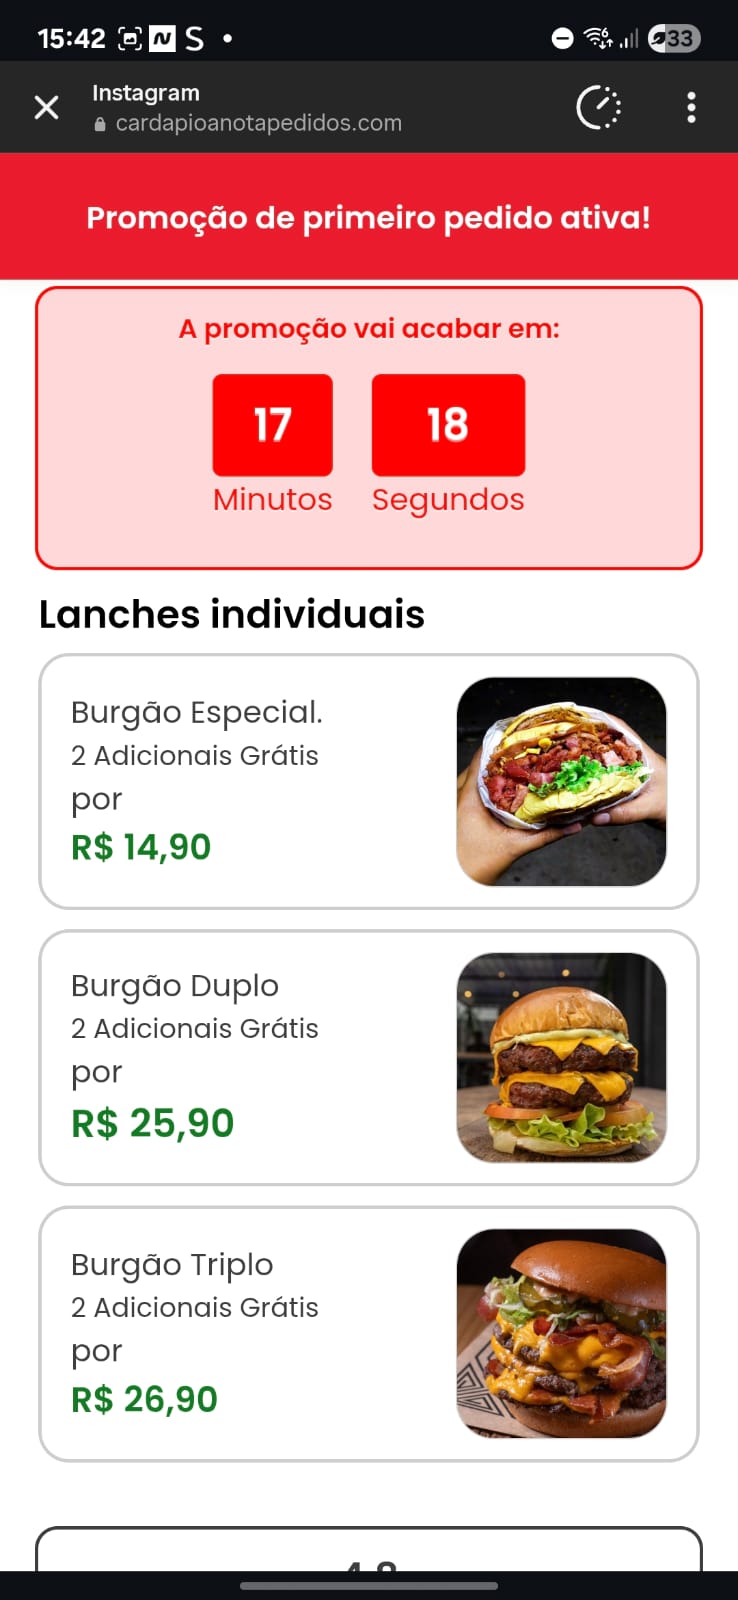 15:42
33
Instagram
cardapioanotapedidos.com
Promoção de primeiro pedido ativa!
A promoção vai acabar em:
17 18
Minutos Segundos
Lanches individuais
Burgão Especial.
2 Adicionais Grátis
por
R$ 14,90
Burgão Duplo
2 Adicionais Grátis
por
R$ 25,90
Burgão Triplo
2 Adicionais Grátis
por
R$ 26,90